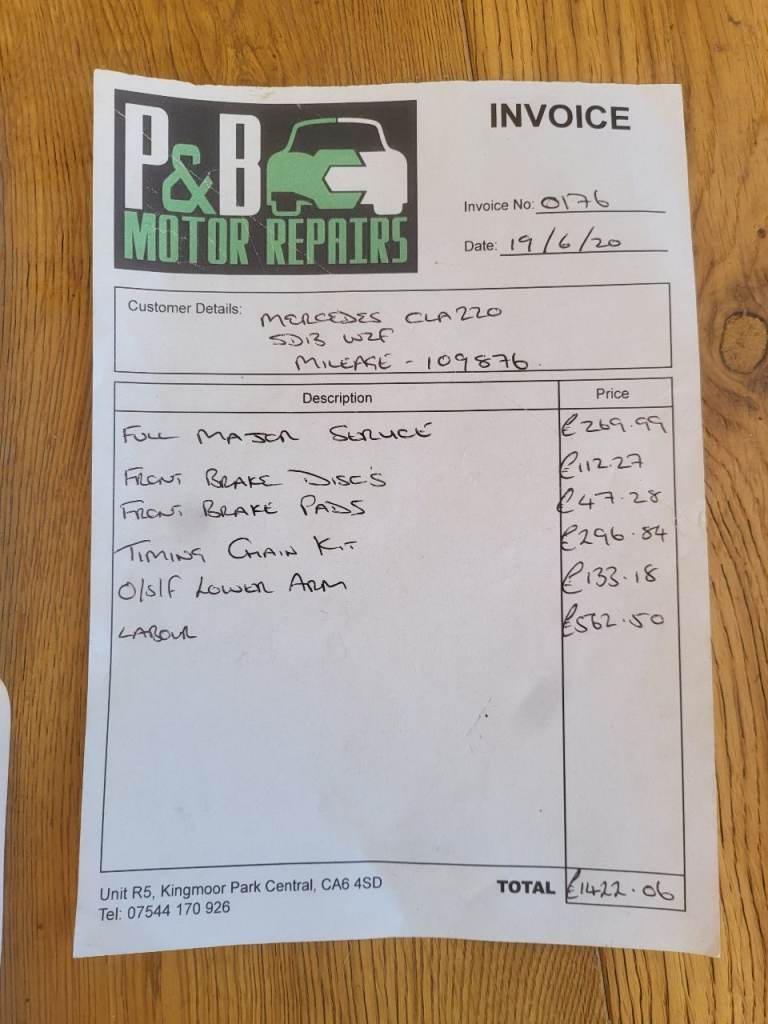 P&B
MOTOR REPAIRS
INVOICE
Invoice No: 0176
Date: 19/6/20
Customer Details: MERCEDES CLA220
SD13 WZF
MILEAGE - 109876.
Description Price
FULL MAJOR SERVICE £269.99
FRONT BRAKE DISC'S £112.27
FRONT BRAKE PADS £47.28
TIMING CHAIN KIT £296.84
O/S/F LOWER ARM £133.18
LABOUR £562.50
Unit R5, Kingmoor Park Central, CA6 4SD
Tel: 07544 170 926
TOTAL £1422.06